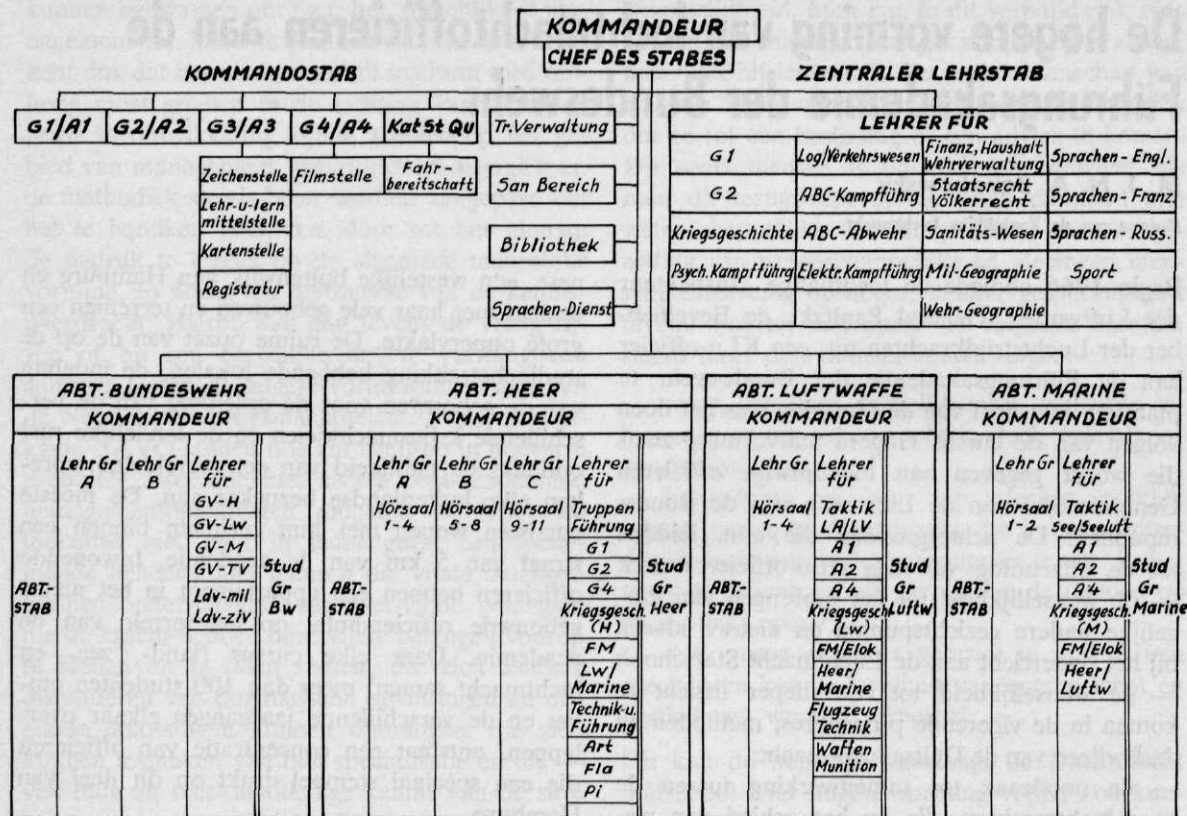 KOMMANDEUR
CHEF DES STABES
KOMMANDOSTAB
ZENTRALER LEHRSTAB
G1/A1 G2/A2 G3/A3 G4/A4 Kat St Qu
Zeichenstelle Filmstelle Fahr-
bereitschaft
Lehr-u-Lern
mittelstelle
Kartenstelle
Registratur
Tr.Verwaltung
San Bereich
Bibliothek
Sprachen-Dienst
LEHRER FÜR
G1 Log/Verkehrswesen Finanz, Haushalt
Wehrverwaltung Sprachen-Engl.
G2 ABC-Kampfführg Staatsrecht
Völkerrecht Sprachen-Franz.
Kriegsgeschichte ABC-Abwehr Sanitäts-Wesen Sprachen-Russ.
Psych.Kampfführg Elektr.Kampfführg Mil-Geographie Sport
Wehr-Geographie
ABT. BUNDESWEHR
KOMMANDEUR
Lehr Gr
A
Lehr Gr
B
Lehrer
für
GV-Heer
GV-Lw
GV-M
GV-TV
Ldv-mil
Ldv-ziv
ABT-
STAB
Stud
Gr
Bw
ABT. HEER
KOMMANDEUR
Lehr Gr
A
Hörsaal
1-4
Lehr Gr
B
Hörsaal
5-8
Lehr Gr
C
Hörsaal
9-11
Lehrer
für
Truppen
Führung
G1
G2
G4
Kriegsgesch.
(H)
FM
Lw/
Marine
Technik-u.
Führung
Art
Fla
Pi
ABT-
STAB
Stud
Gr
Heer
ABT. LUFTWAFFE
KOMMANDEUR
Lehr Gr
Hörsaal
1-4
Lehrer
für
Taktik
LA/LV
A1
A2
A4
Kriegsgesch.
(Lw)
FM/Elok
Heer/
Marine
Flugzeug
Technik
Waffen
Munition
ABT-
STAB
Stud
Gr
Luftw
ABT. MARINE
KOMMANDEUR
Lehr Gr
Hörsaal
1-2
Lehrer
für
Taktik
See/Seeluft
A1
A2
A4
Kriegsgesch.
(M)
FM/Elok
Heer/
Luftw
ABT-
STAB
Stud
Gr
Marine